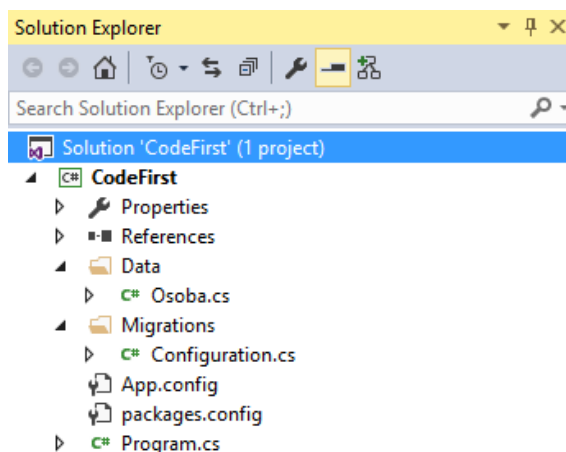 Solution Explorer
Search Solution Explorer (Ctrl+;)
Solution 'CodeFirst' (1 project)
C# CodeFirst
Properties
References
Data
C# Osoba.cs
Migrations
C# Configuration.cs
App.config
packages.config
C# Program.cs